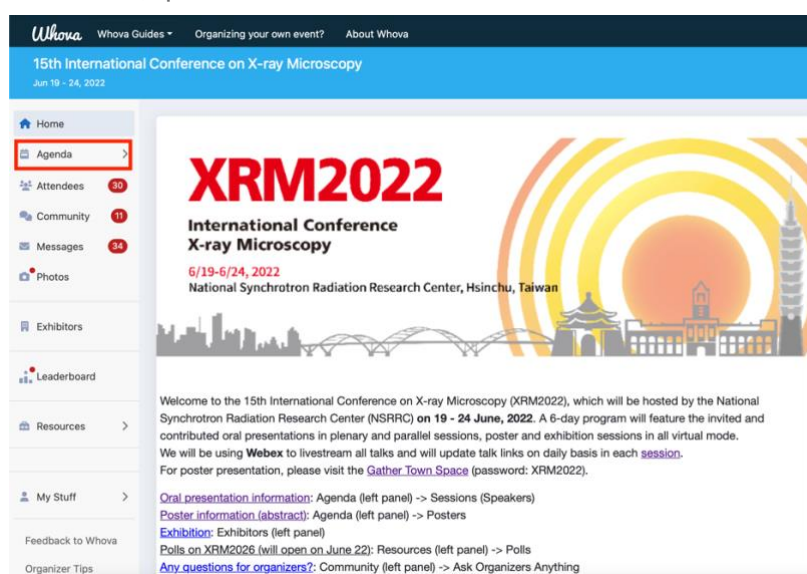 Whova Whova Guides Organizing your own event? About Whova
15th International Conference on X-ray Microscopy
Jun 19 - 24, 2022
Home
Agenda
Attendees 30
Community 11
Messages 34
Photos
Exhibitors
Leaderboard
Resources
My Stuff
Feedback to Whova
Organizer Tips
XRM2022
International Conference
X-ray Microscopy
6/19-6/24, 2022
National Synchrotron Radiation Research Center, Hsinchu, Taiwan
Welcome to the 15th International Conference on X-ray Microscopy (XRM2022), which will be hosted by the National
Synchrotron Radiation Research Center (NSRRC) on 19 - 24 June, 2022. A 6-day program will feature the invited and
contributed oral presentations in plenary and parallel sessions, poster and exhibition sessions in all virtual mode.
We will be using Webex to livestream all talks and will update talk links on daily basis in each session.
For poster presentation, please visit the Gather Town Space (password: XRM2022).
Oral presentation information: Agenda (left panel) -> Sessions (Speakers)
Poster information (abstract): Agenda (left panel) -> Posters
Exhibition: Exhibitors (left panel)
Polls on XRM2026 (will open on June 22): Resources (left panel) -> Polls
Any questions for organizers?: Community (left panel) -> Ask Organizers Anything